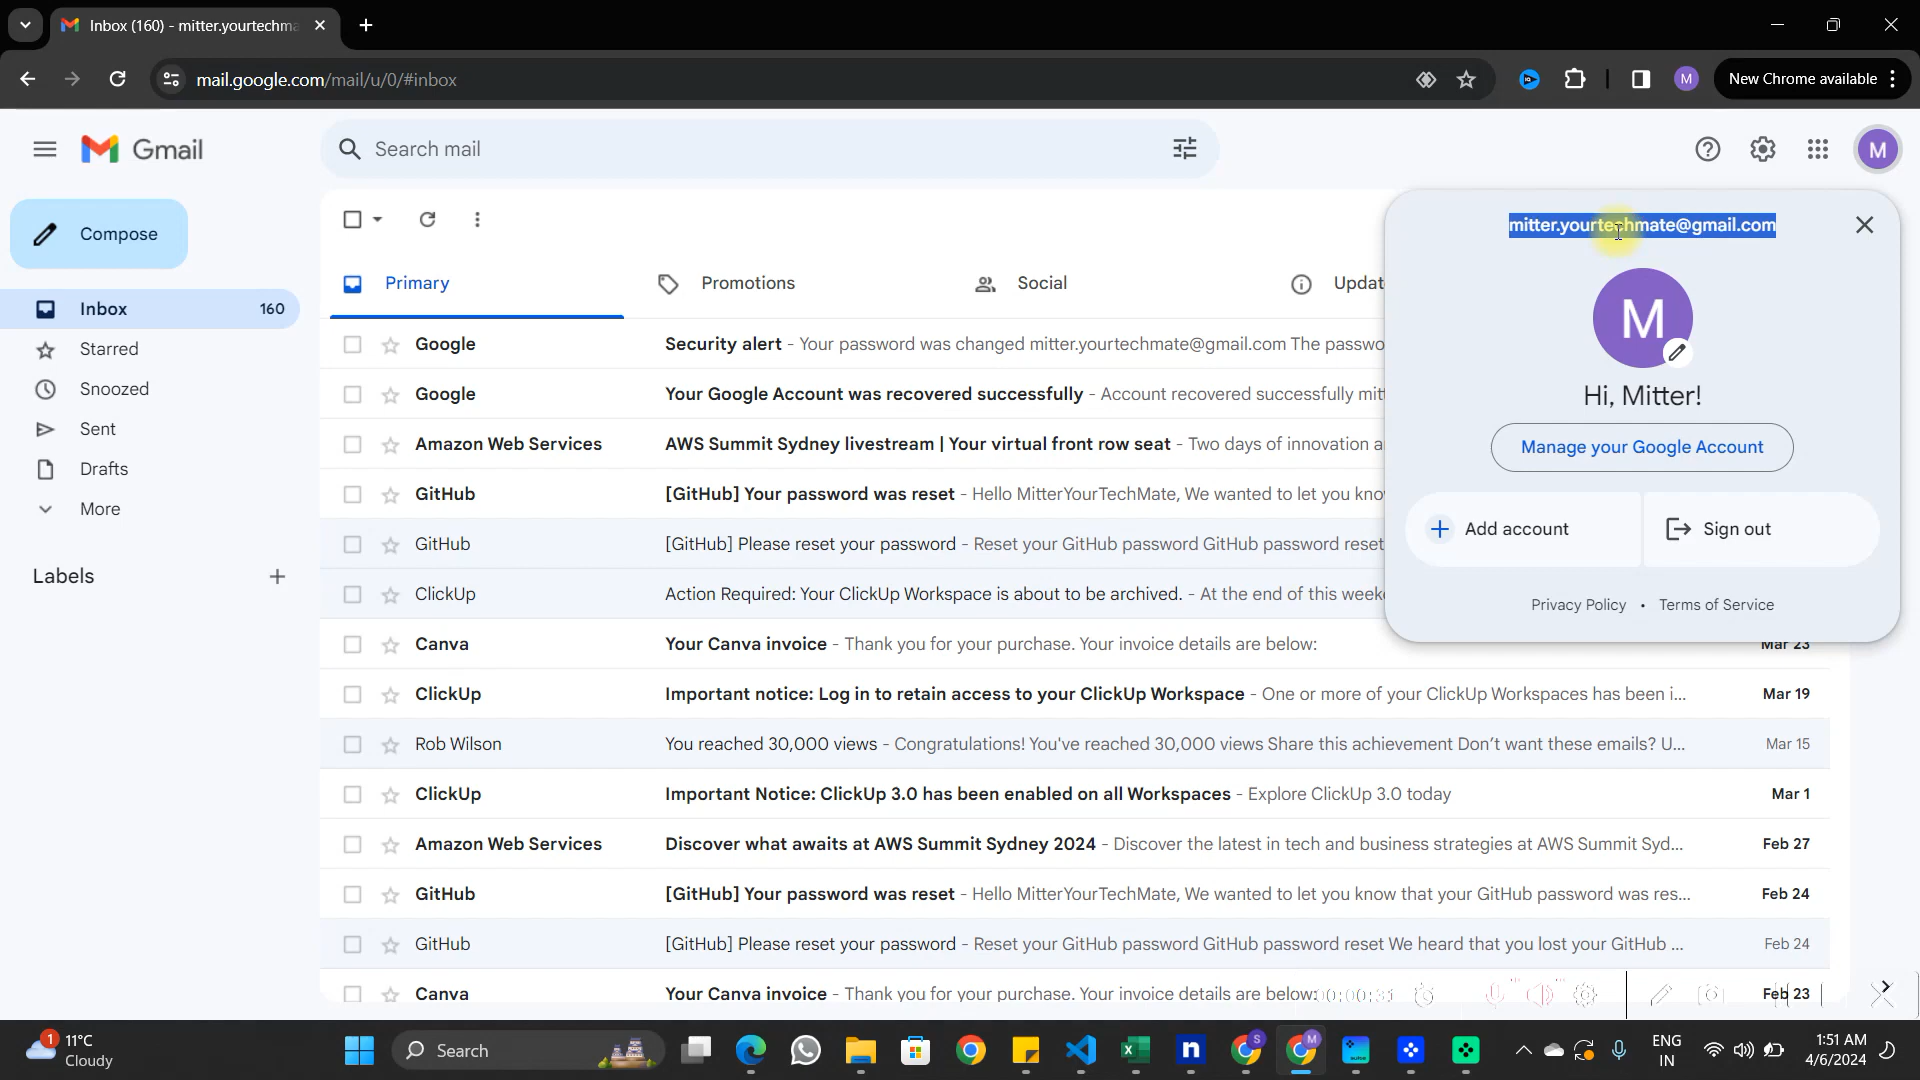 Inbox (160) - mitter.yourtechma
mail.google.com/mail/u/0/#inbox
M
New Chrome available
Gmail
Search mail
M
Compose
Inbox 160
Starred
Snoozed
Sent
Drafts
More
Labels
Primary
Promotions
Social
Updat
Google Security alert - Your password was changed mitter.yourtechmate@gmail.com The passwo
Google Your Google Account was recovered successfully - Account recovered successfully mitt
Amazon Web Services AWS Summit Sydney livestream | Your virtual front row seat - Two days of innovation a
GitHub [GitHub] Your password was reset - Hello MitterYourTechMate, We wanted to let you kno
GitHub [GitHub] Please reset your password - Reset your GitHub password GitHub password reset
ClickUp Action Required: Your ClickUp Workspace is about to be archived. - At the end of this weeke
Canva Your Canva invoice - Thank you for your purchase. Your invoice details are below: Mar 23
ClickUp Important notice: Log in to retain access to your ClickUp Workspace - One or more of your ClickUp Workspaces has been i... Mar 19
Rob Wilson You reached 30,000 views - Congratulations! You've reached 30,000 views Share this achievement Don't want these emails? U... Mar 15
ClickUp Important Notice: ClickUp 3.0 has been enabled on all Workspaces - Explore ClickUp 3.0 today Mar 1
Amazon Web Services Discover what awaits at AWS Summit Sydney 2024 - Discover the latest in tech and business strategies at AWS Summit Syd... Feb 27
GitHub [GitHub] Your password was reset - Hello MitterYourTechMate, We wanted to let you know that your GitHub password was res... Feb 24
GitHub [GitHub] Please reset your password - Reset your GitHub password GitHub password reset We heard that you lost your GitHub ... Feb 24
Canva Your Canva invoice - Thank you for your purchase. Your invoice details are below: Feb 23
mitter.yourtechmate@gmail.com
M
Hi, Mitter!
Manage your Google Account
Add account
Sign out
Privacy Policy • Terms of Service
00:00:31
1
11°C
Cloudy
Search
n
S
M
ENG
IN
1:51 AM
4/6/2024